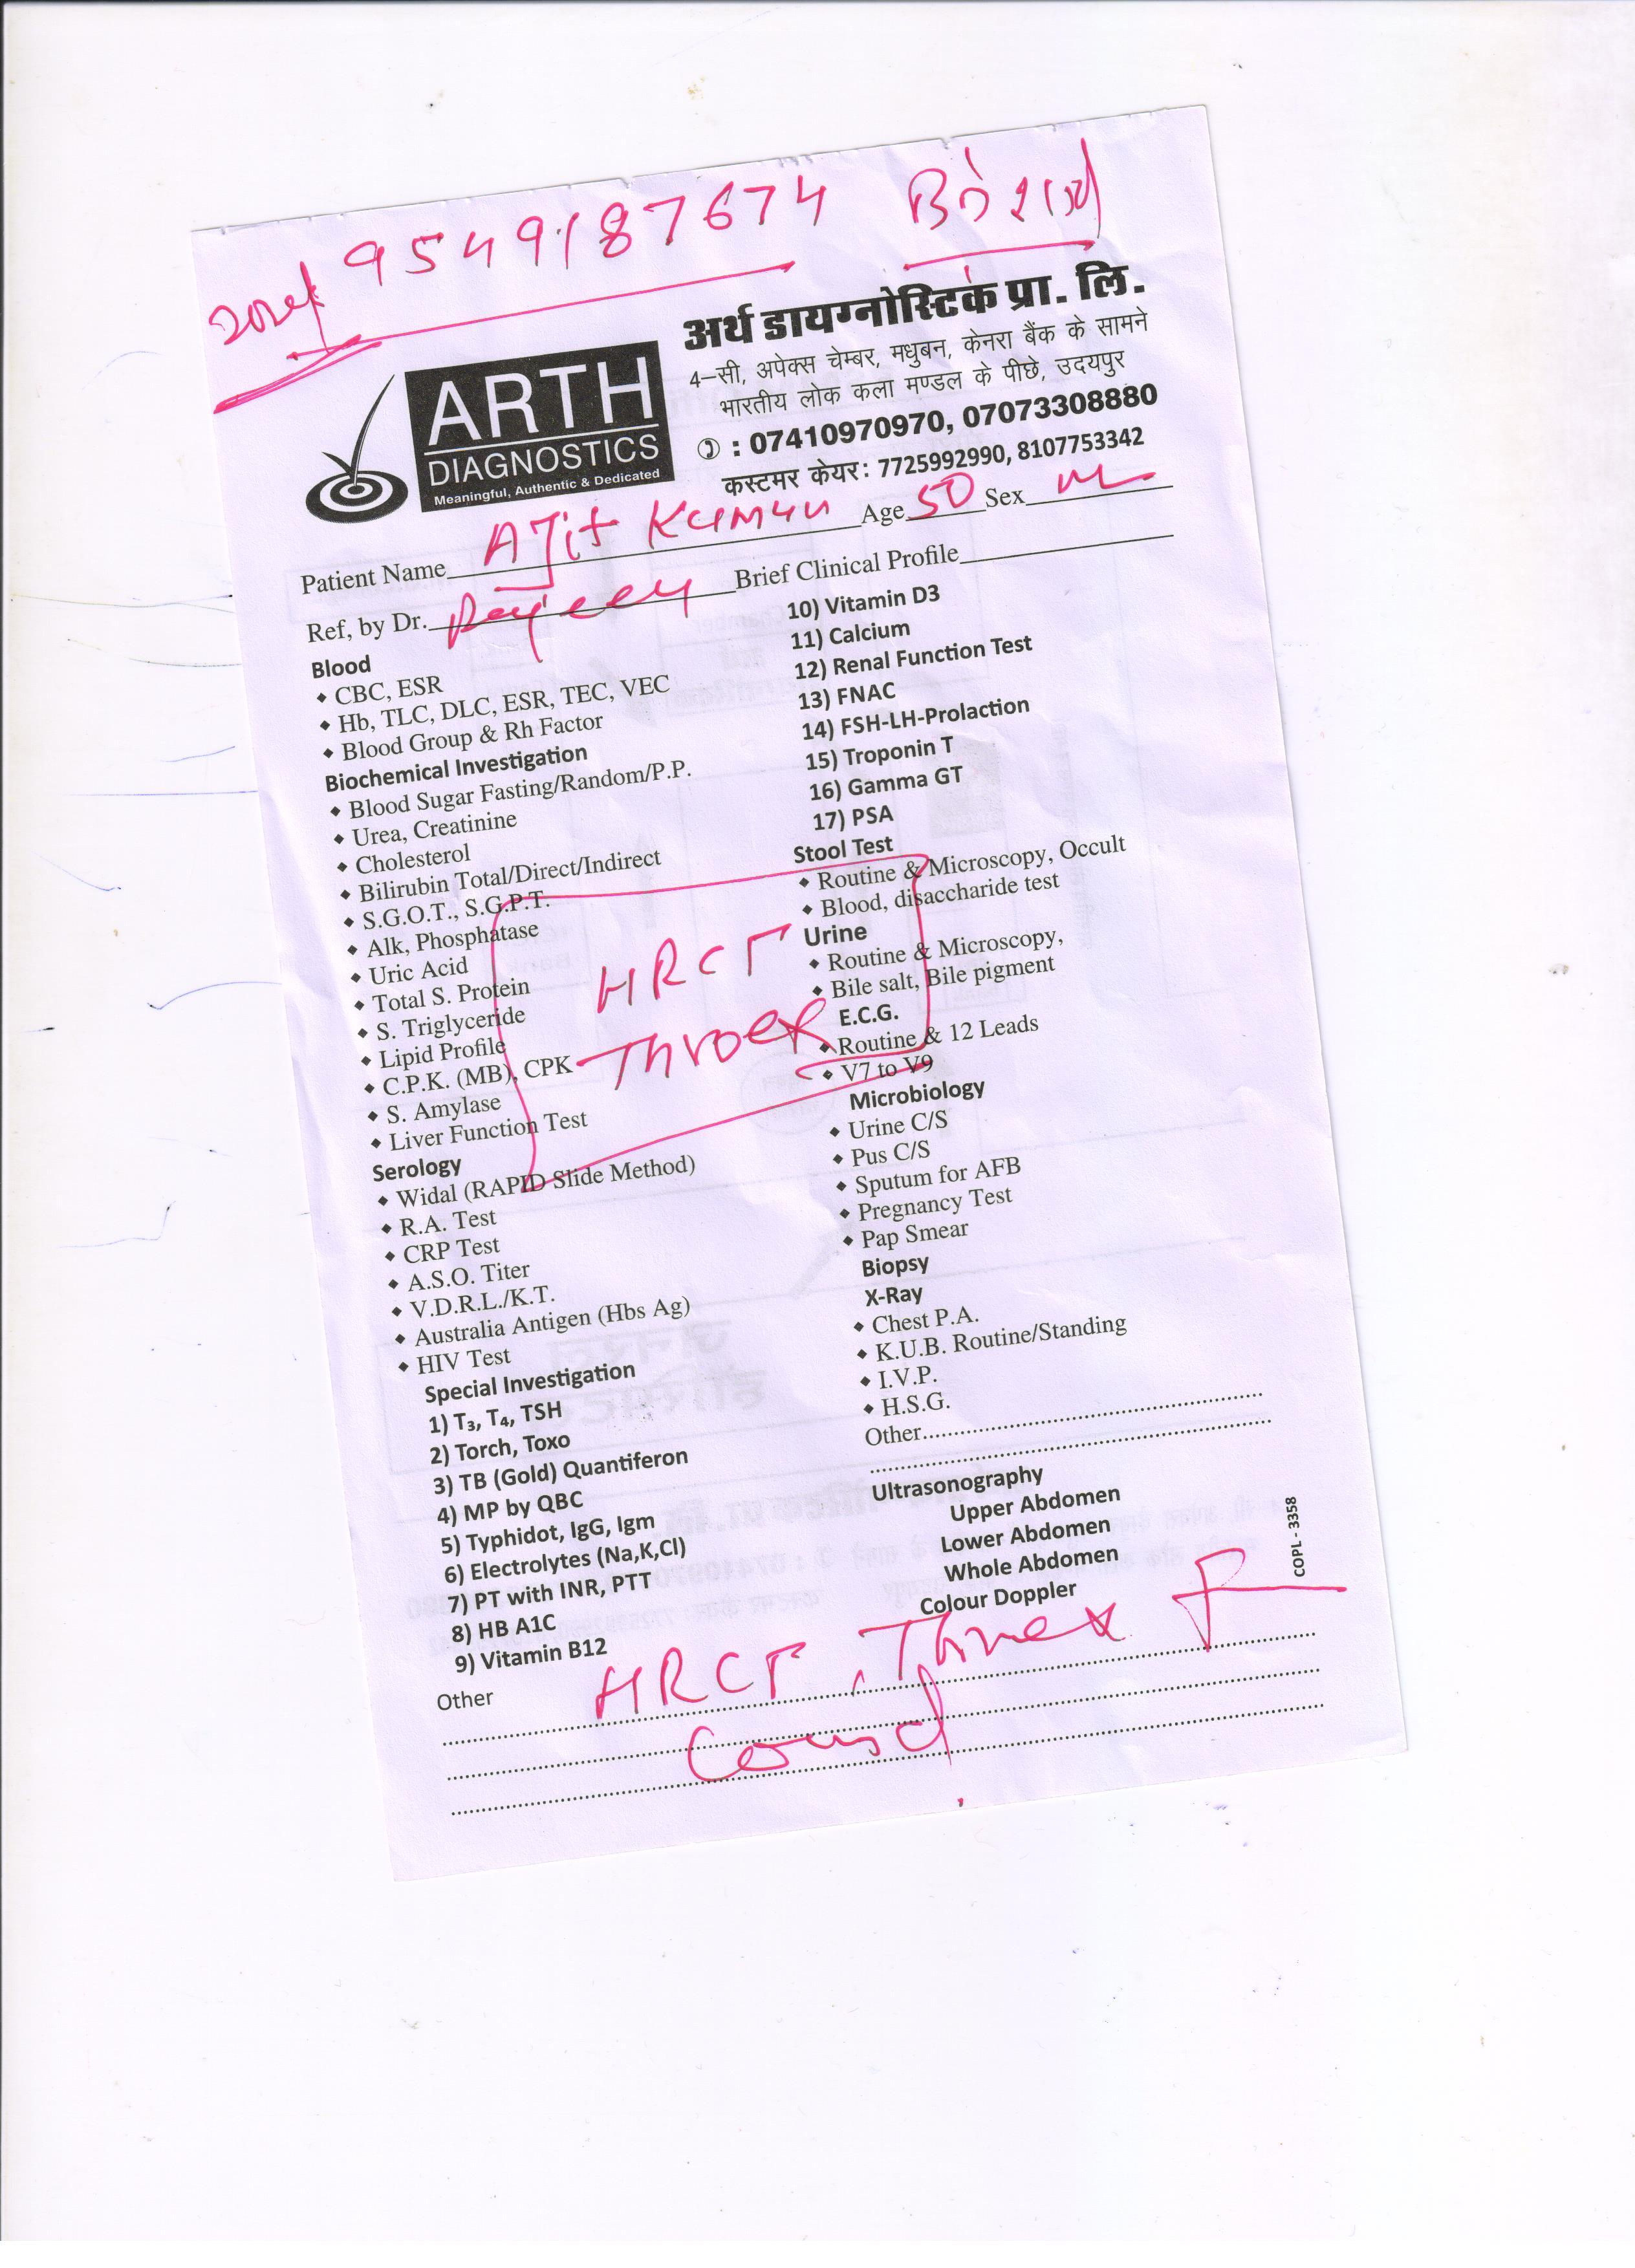 9549187674
अर्थ डायग्नोस्टिकं प्रा. लि.
4–सी, अपेक्स चेम्बर, मधुबन, केनरा बैंक के सामने
भारतीय लोक कला मण्डल के पीछे, उदयपुर
: 07410970970, 07073308880
कस्टमर केयर: 7725992990, 8107753342
ARTH
DIAGNOSTICS
Meaningful, Authentic & Dedicated
Patient Name Ajit Kumar Age 50 Sex M
Ref, by Dr. Brief Clinical Profile
Blood
CBC, ESR
Hb, TLC, DLC, ESR, TEC, VEC
Blood Group & Rh Factor
Biochemical Investigation
Blood Sugar Fasting/Random/P.P.
Urea, Creatinine
Cholesterol
Bilirubin Total/Direct/Indirect
S.G.O.T., S.G.P.T.
Alk, Phosphatase
Uric Acid
Total S. Protein
S. Triglyceride
Lipid Profile
C.P.K. (MB), CPK
S. Amylase
Liver Function Test
Serology
Widal (RAPID Slide Method)
R.A. Test
CRP Test
A.S.O. Titer
V.D.R.L./K.T.
Australia Antigen (Hbs Ag)
HIV Test
Special Investigation
1) T₃, T₄, TSH
2) Torch, Toxo
3) TB (Gold) Quantiferon
4) MP by QBC
5) Typhidot, IgG, Igm
6) Electrolytes (Na,K,Cl)
7) PT with INR, PTT
8) HB A1C
9) Vitamin B12
10) Vitamin D3
11) Calcium
12) Renal Function Test
13) FNAC
14) FSH-LH-Prolaction
15) Troponin T
16) Gamma GT
17) PSA
Stool Test
Routine & Microscopy, Occult
Blood, disaccharide test
Urine
Routine & Microscopy,
Bile salt, Bile pigment
E.C.G.
Routine & 12 Leads
V7 to V9
Microbiology
Urine C/S
Pus C/S
Sputum for AFB
Pregnancy Test
Pap Smear
Biopsy
X-Ray
Chest P.A.
K.U.B. Routine/Standing
I.V.P.
H.S.G.
Other
Ultrasonography
Upper Abdomen
Lower Abdomen
Whole Abdomen
Colour Doppler
COPL - 3358
HRCT
Thorex
Other HRCT